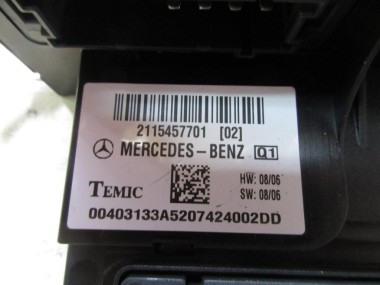 2115457701 [02]
MERCEDES-BENZ Q1
HW: 08/06
TEMIC
SW: 08/06
00403133A5207424002DD